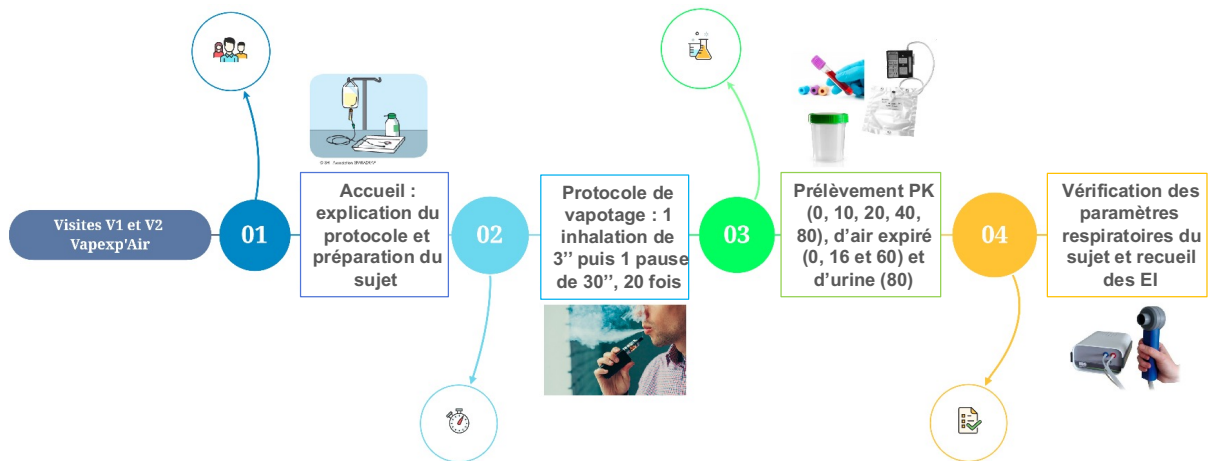 Visites V1 et V2
Vapexp'Air
01
Accueil :
explication du
protocole et
préparation du
sujet
02
Protocole de
vapotage : 1
inhalation de
3’’ puis 1 pause
de 30’’, 20 fois
03
Prélèvement PK
(0, 10, 20, 40,
80), d’air expiré
(0, 16 et 60) et
d’urine (80)
04
Vérification des
paramètres
respiratoires du
sujet et recueil
des EI